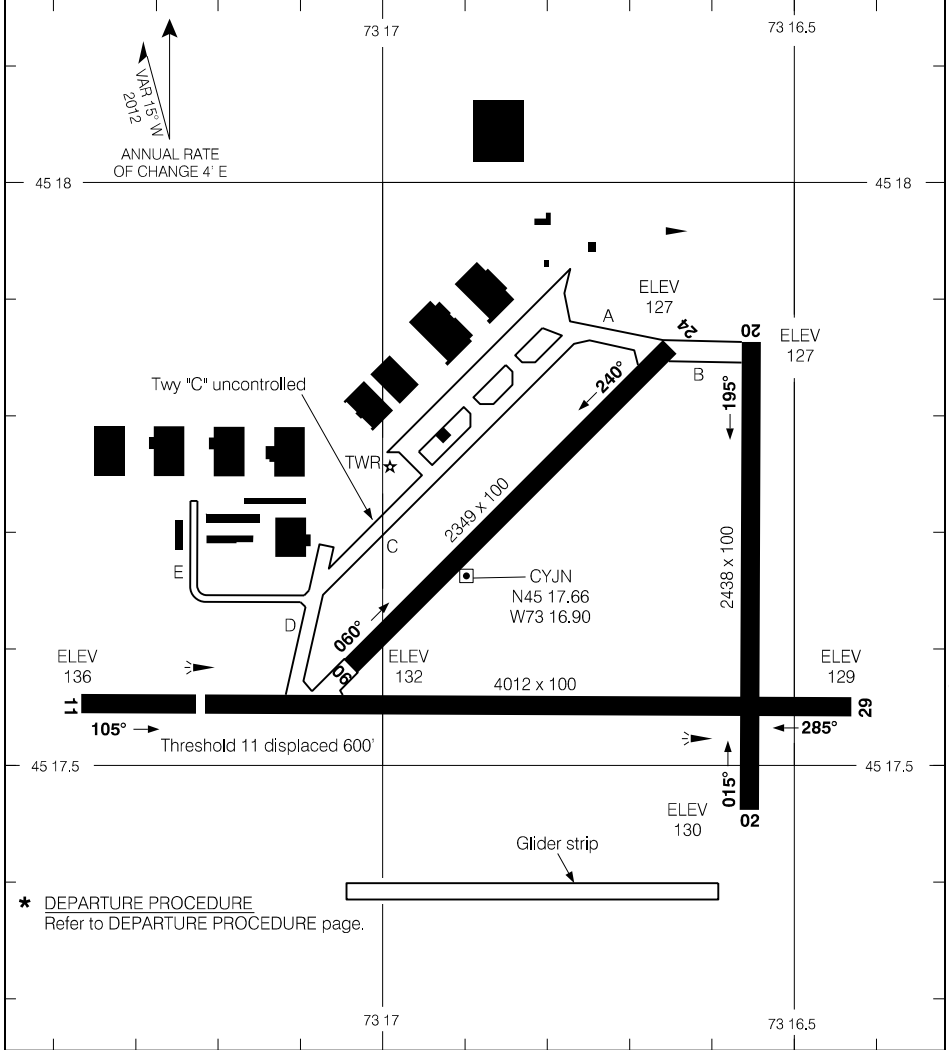 73 17
73 16.5
VAR 15° W
2012
ANNUAL RATE
OF CHANGE 4' E
45 18
45 18
ELEV
127
A
24
20
ELEV
127
B
Twy "C" uncontrolled
240°
195°
TWR
2349 x 100
C
2438 x 100
E
CYJN
N45 17.66
W73 16.90
D
060°
06
ELEV
136
ELEV
132
ELEV
129
4012 x 100
11
29
105°
285°
Threshold 11 displaced 600'
45 17.5
45 17.5
015°
ELEV
130
02
Glider strip
* DEPARTURE PROCEDURE
Refer to DEPARTURE PROCEDURE page.
73 17
73 16.5